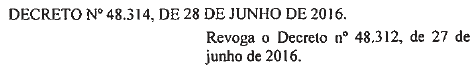 DECRETO Nº 48.314, DE 28 DE JUNHO DE 2016.
Revoga o Decreto nº 48.312, de 27 de
junho de 2016.